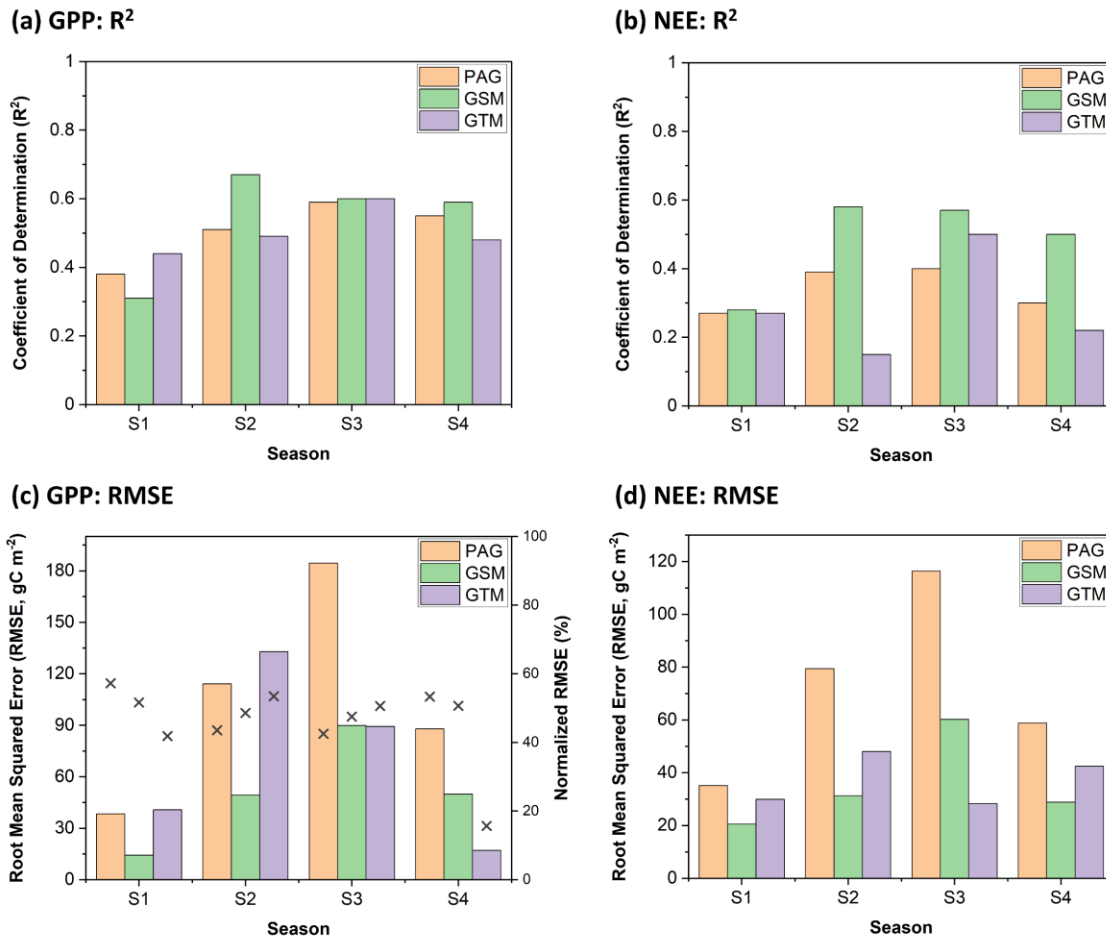 (a) GPP: R²
Coefficient of Determination (R²)
1
0.8
0.6
0.4
0.2
0
PAG
GSM
GTM
S1 S2 S3 S4
Season
(b) NEE: R²
Coefficient of Determination (R²)
1
0.8
0.6
0.4
0.2
0
PAG
GSM
GTM
S1 S2 S3 S4
Season
(c) GPP: RMSE
Root Mean Squared Error (RMSE, gC m⁻²)
180
150
120
90
60
30
0
PAG
GSM
GTM
100
80
60
40
20
0
Normalized RMSE (%)
S1 S2 S3 S4
Season
(d) NEE: RMSE
Root Mean Squared Error (RMSE, gC m⁻²)
120
100
80
60
40
20
0
PAG
GSM
GTM
S1 S2 S3 S4
Season